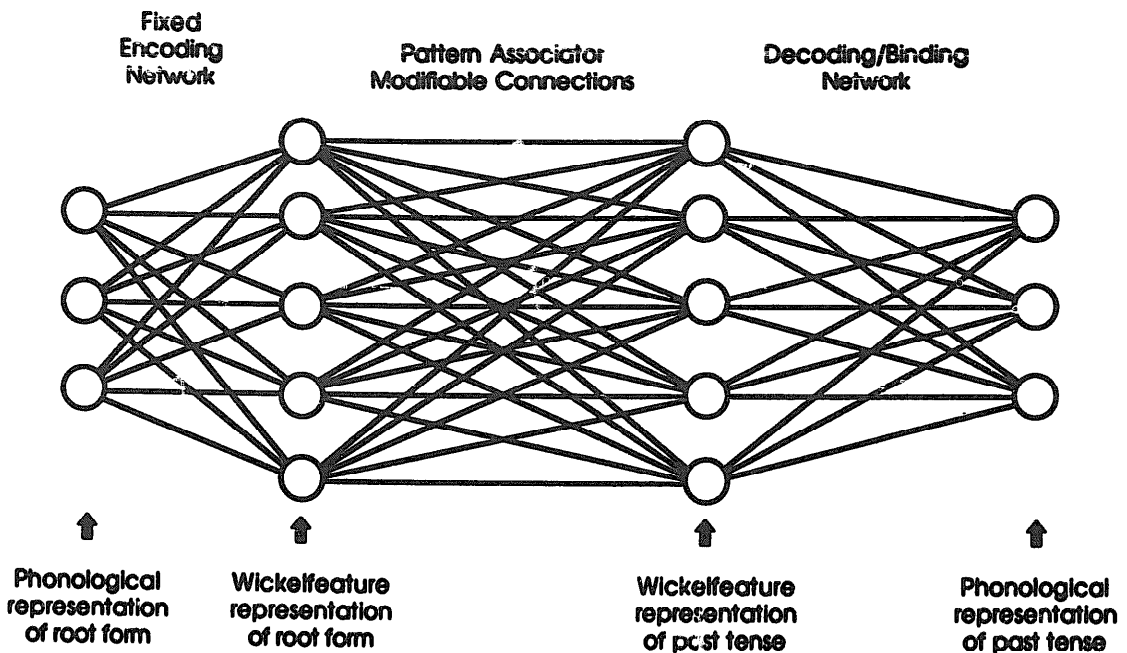 Fixed
Encoding
Network
Pattern Associator
Modifiable Connections
Decoding/Binding
Network
Phonological
representation
of root form
Wickelfeature
representation
of root form
Wickelfeature
representation
of past tense
Phonological
representation
of past tense